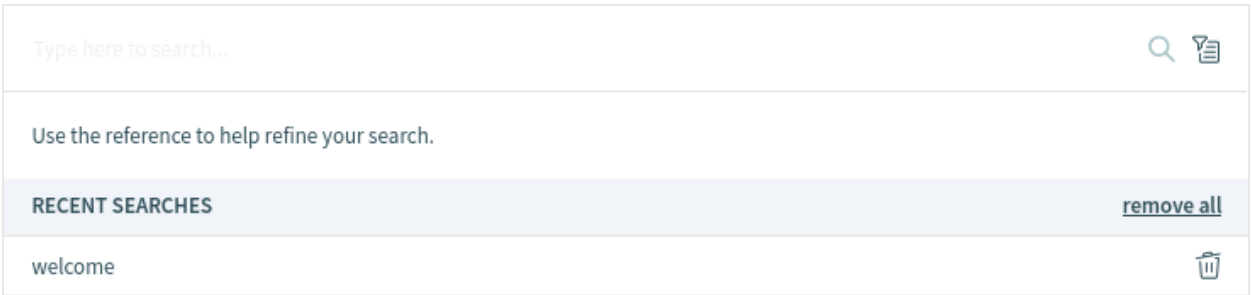 Type here to search...
Use the reference to help refine your search.
RECENT SEARCHES remove all
welcome